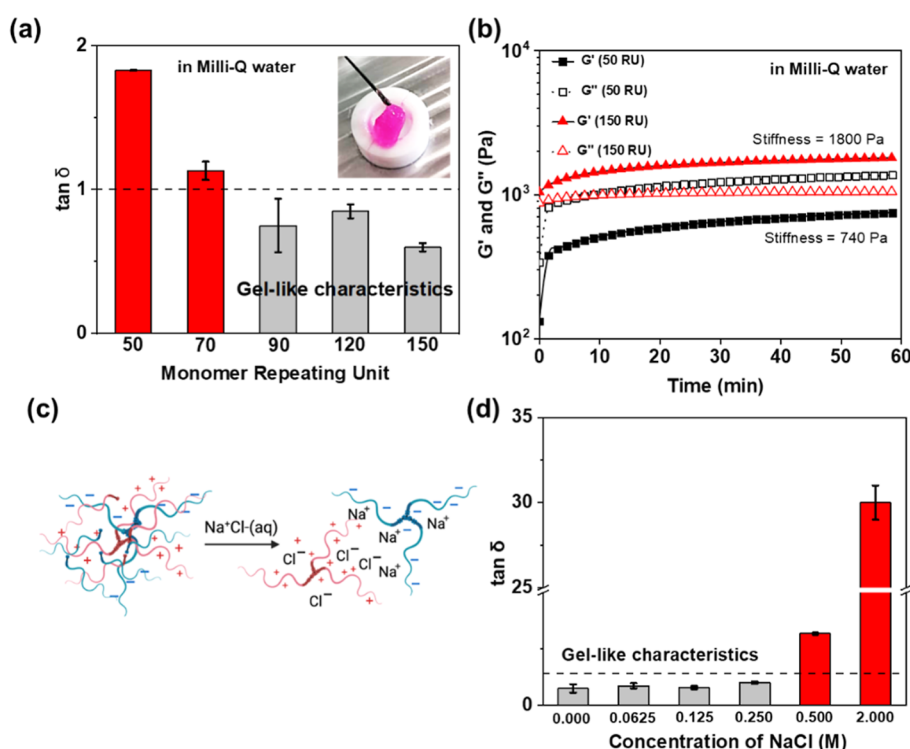 (a)
2
1
0
tan δ
in Milli-Q water
Gel-like characteristics
50 70 90 120 150
Monomer Repeating Unit
(b)
10⁴
10³
10²
G' and G" (Pa)
G' (50 RU)
G" (50 RU)
G' (150 RU)
G" (150 RU)
in Milli-Q water
Stiffness = 1800 Pa
Stiffness = 740 Pa
0 10 20 30 40 50 60
Time (min)
(c)
Na⁺Cl-(aq)
Na⁺
Na⁺
Na⁺
Na⁺
Cl⁻
Cl⁻
Cl⁻
Cl⁻
(d)
35
30
25
0
tan δ
Gel-like characteristics
0.000 0.0625 0.125 0.250 0.500 2.000
Concentration of NaCl (M)